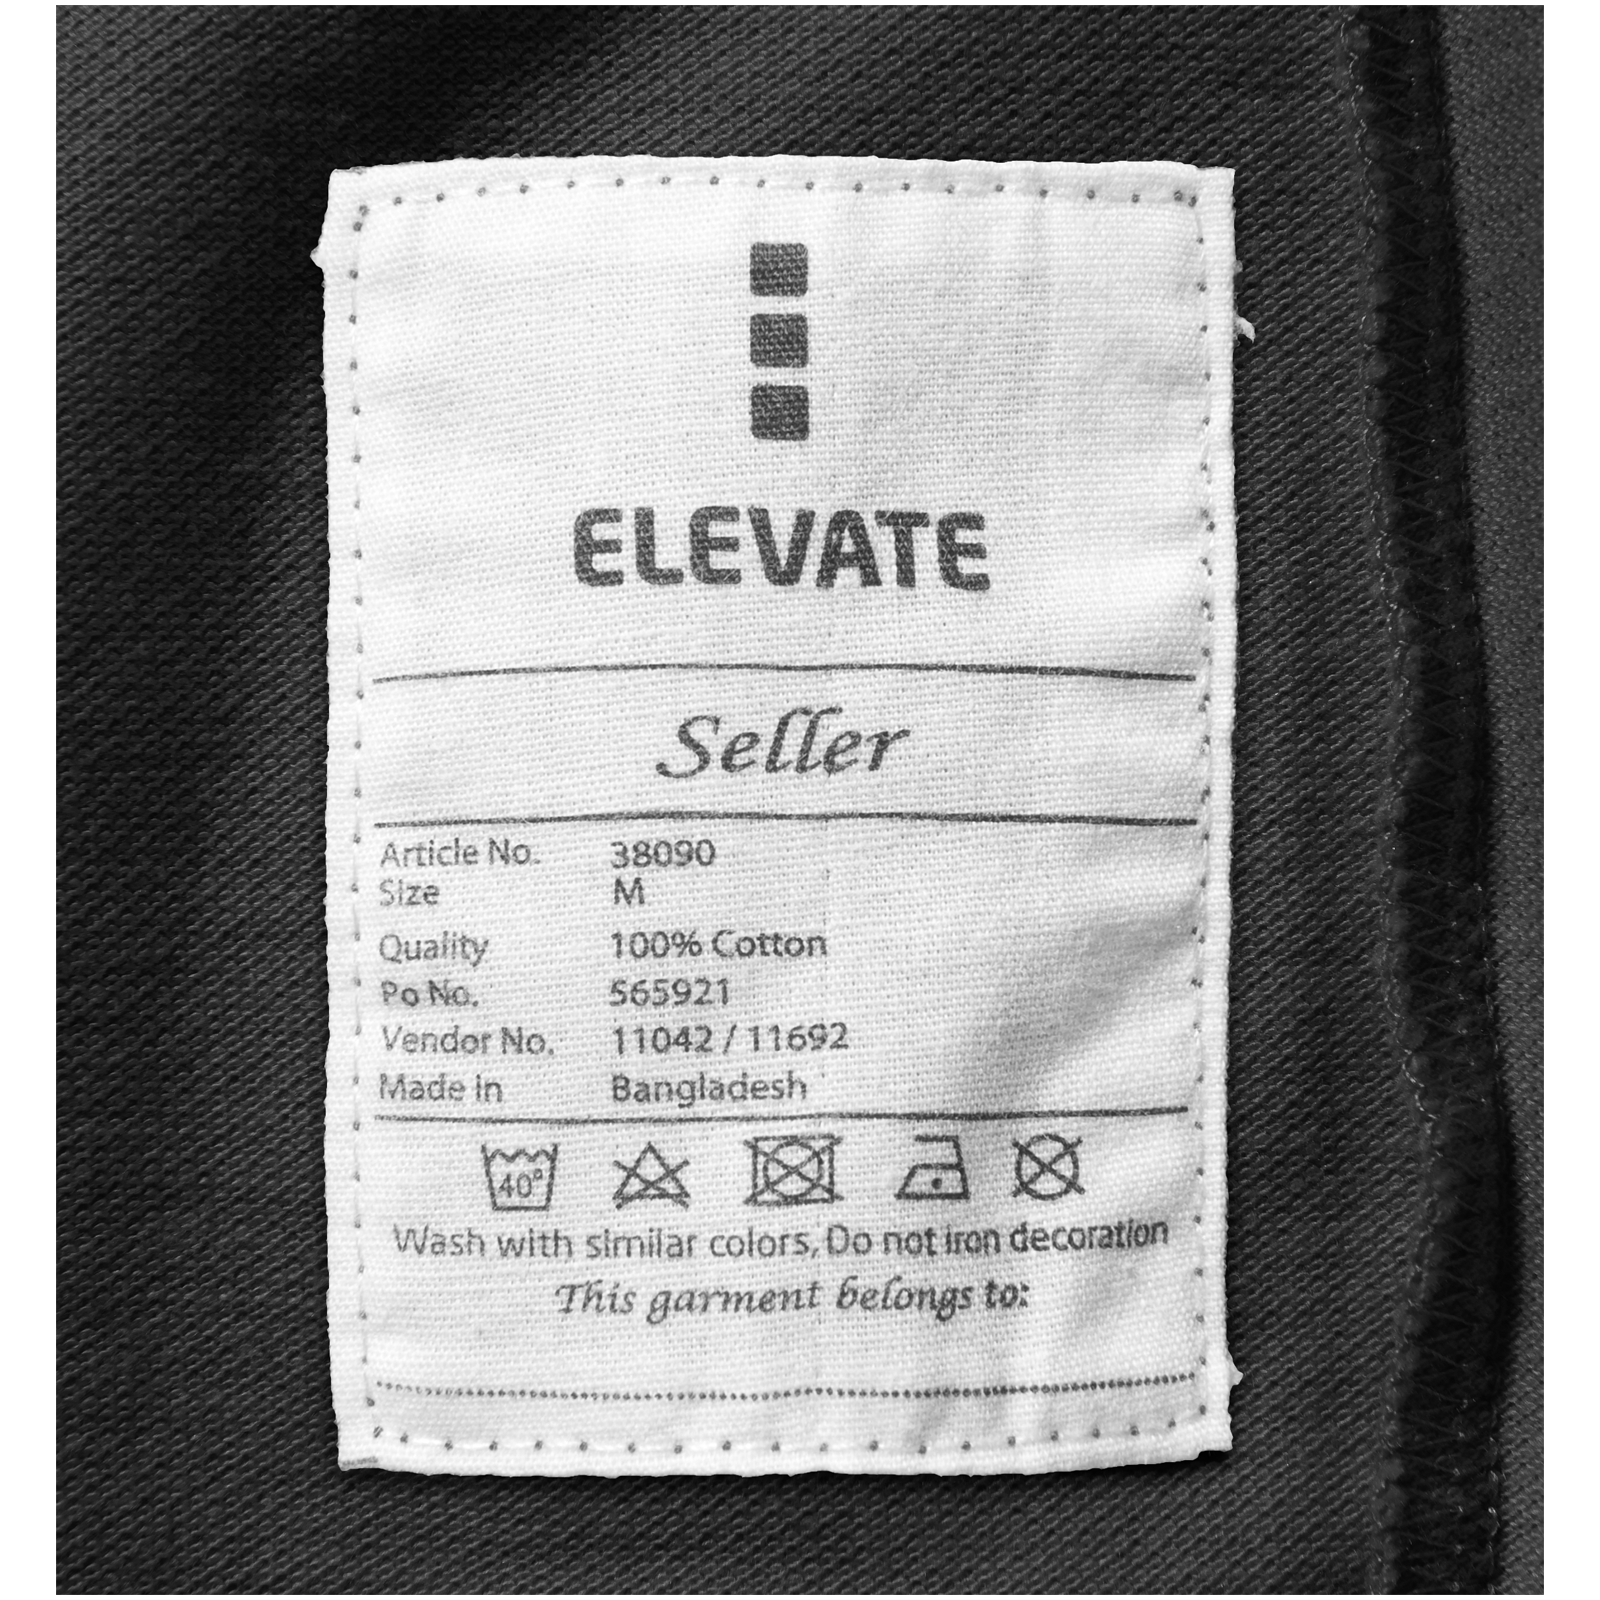 ELEVATE
Seller
Article No. 38090
Size M
Quality 100% Cotton
Po No. 565921
Vendor No. 11042 / 11692
Made in Bangladesh
40°
Wash with similar colors, Do not iron decoration
This garment belongs to: